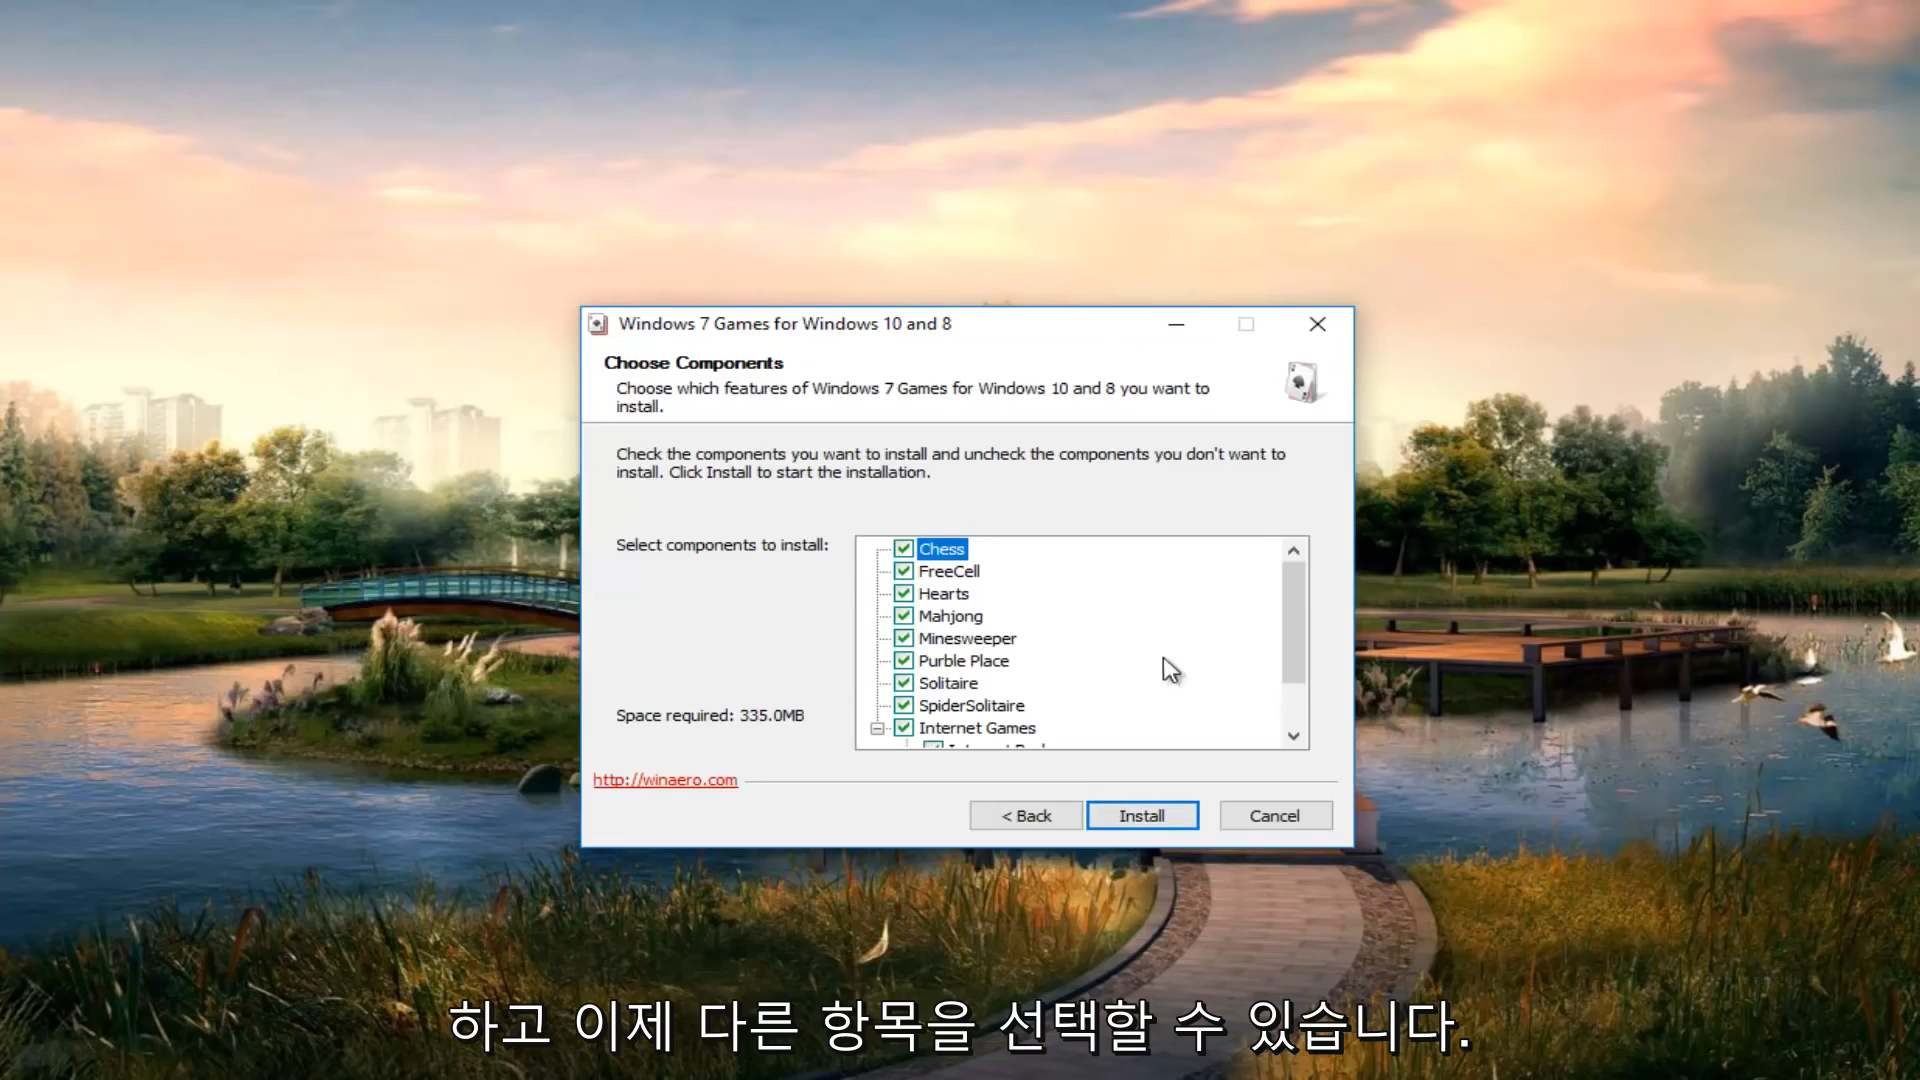 Windows 7 Games for Windows 10 and 8
Choose Components
Choose which features of Windows 7 Games for Windows 10 and 8 you want to
install.
Check the components you want to install and uncheck the components you don't want to
install. Click Install to start the installation.
Select components to install:
Chess
FreeCell
Hearts
Mahjong
Minesweeper
Purble Place
Solitaire
SpiderSolitaire
Internet Games
Space required: 335.0MB
http://winaero.com
< Back
Install
Cancel
하고 이제 다른 항목을 선택할 수 있습니다.